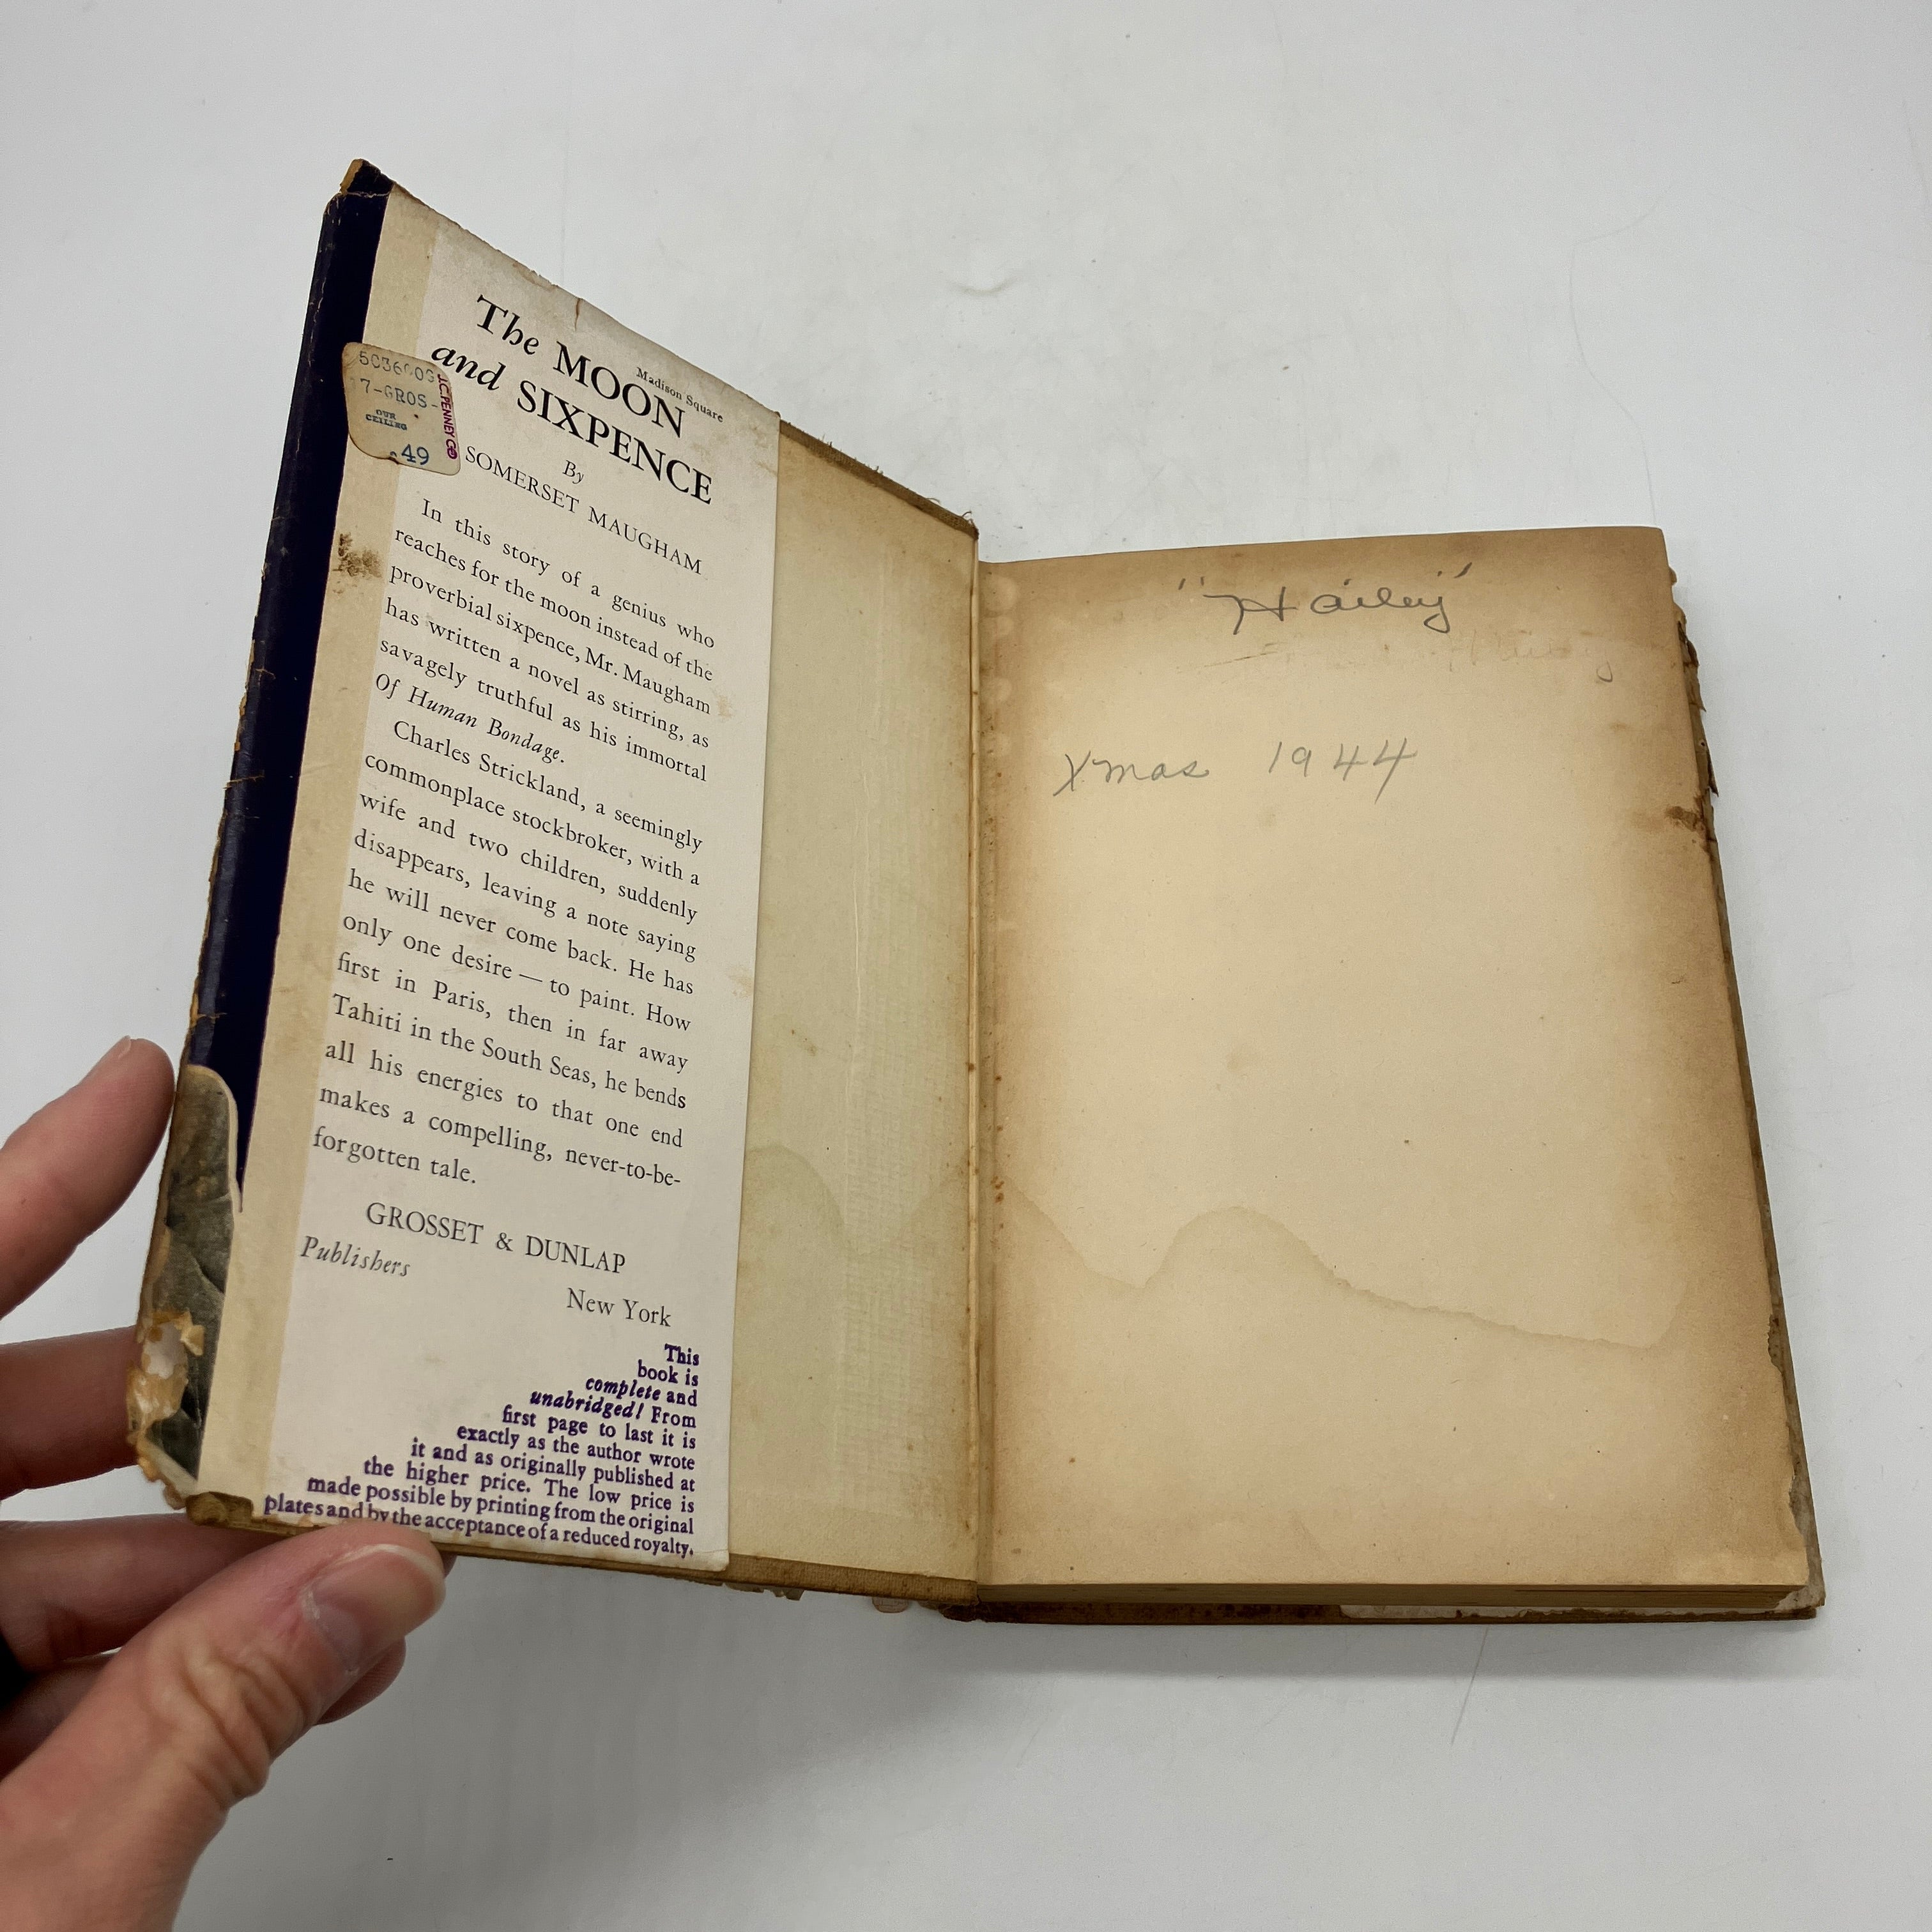 The MOON
Madison Square
and SIXPENCE
By
SOMERSET MAUGHAM
J.C. PENNEY Co
7-GROS-
OUR
CEILING
.49
In this story of a genius who
reaches for the moon instead of the
proverbial sixpence, Mr. Maugham
has written a novel as stirring, as
savagely truthful as his immortal
Of Human Bondage.
Charles Strickland, a seemingly
commonplace stockbroker, with a
wife and two children, suddenly
disappears, leaving a note saying
he will never come back. He has
only one desire — to paint. How
first in Paris, then in far away
Tahiti in the South Seas, he bends
all his energies to that one end
makes a compelling, never-to-be-
forgotten tale.
GROSSET & DUNLAP
Publishers
New York
This
book is
complete and
unabridged! From
first page to last it is
exactly as the author wrote
it and as originally published at
the higher price. The low price is
made possible by printing from the original
plates and by the acceptance of a reduced royalty.
"Hailey"
Xmas 1944